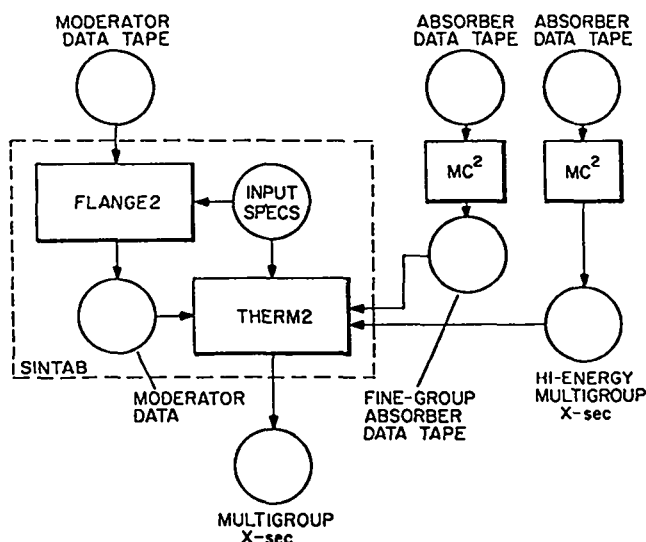 MODERATOR
DATA TAPE
ABSORBER
DATA TAPE
ABSORBER
DATA TAPE
FLANGE2
INPUT
SPECS
MC²
MC²
THERM2
SINTAB
MODERATOR
DATA
FINE-GROUP
ABSORBER
DATA TAPE
HI-ENERGY
MULTIGROUP
X-sec
MULTIGROUP
X-sec